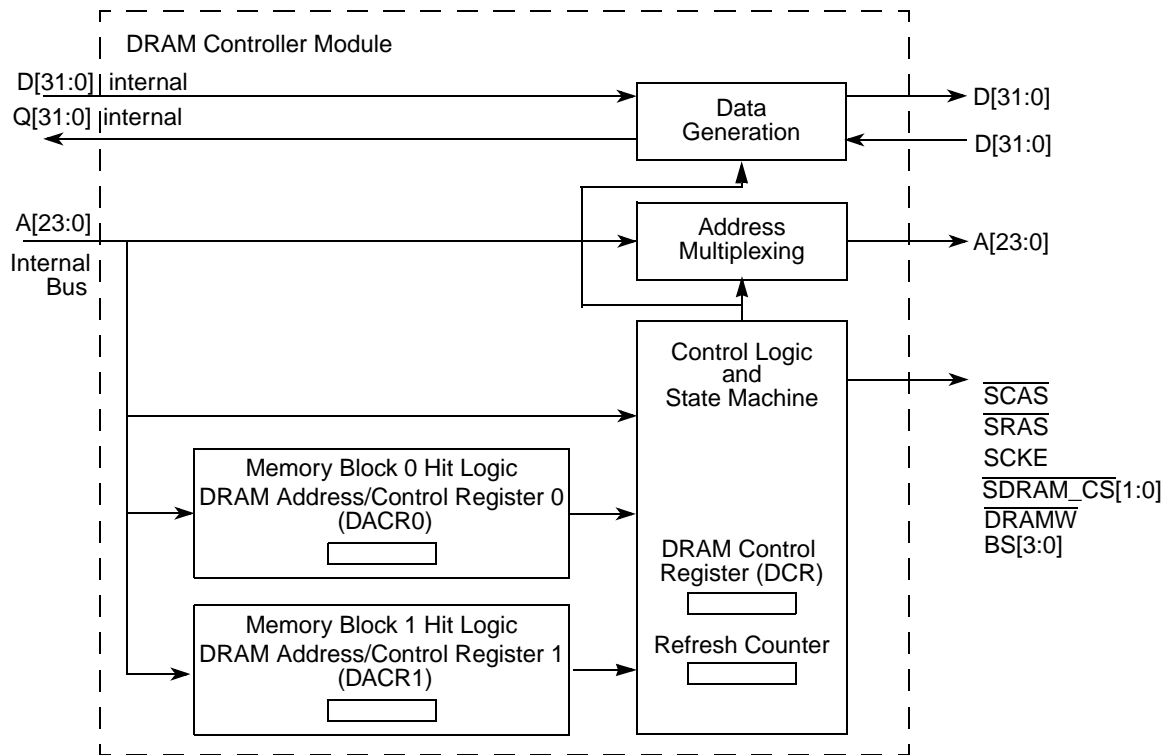 DRAM Controller Module
D[31:0] internal
Q[31:0] internal
Data
Generation
D[31:0]
D[31:0]
A[23:0]
Internal
Bus
Address
Multiplexing
A[23:0]
Control Logic
and
State Machine
SCAS
SRAS
SCKE
SDRAM_CS[1:0]
DRAMW
BS[3:0]
Memory Block 0 Hit Logic
DRAM Address/Control Register 0
(DACR0)
DRAM Control
Register (DCR)
Refresh Counter
Memory Block 1 Hit Logic
DRAM Address/Control Register 1
(DACR1)